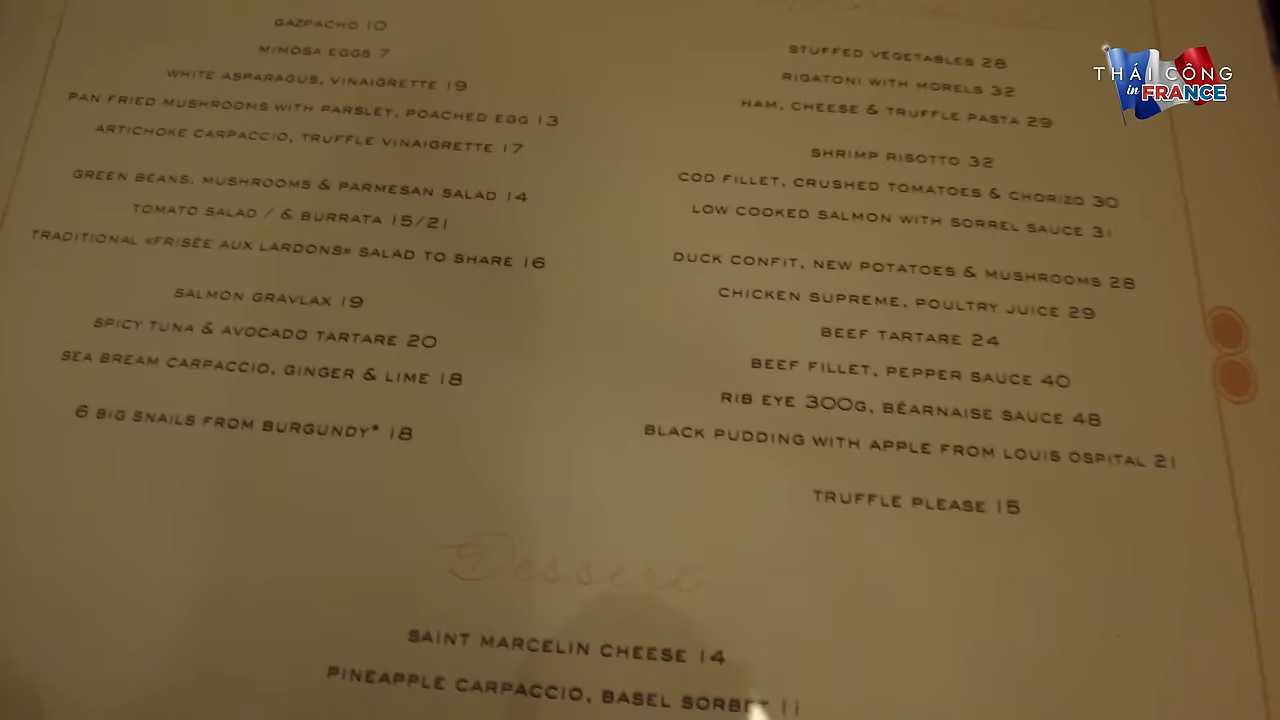 GAZPACHO 10
MIMOSA EGGS 7
WHITE ASPARAGUS, VINAIGRETTE 19
PAN FRIED MUSHROOMS WITH PARSLEY, POACHED EGG 13
ARTICHOKE CARPACCIO, TRUFFLE VINAIGRETTE 17
GREEN BEANS, MUSHROOMS & PARMESAN SALAD 14
TOMATO SALAD / & BURRATA 15/21
TRADITIONAL «FRISÉE AUX LARDONS» SALAD TO SHARE 16
SALMON GRAVLAX 19
SPICY TUNA & AVOCADO TARTARE 20
SEA BREAM CARPACCIO, GINGER & LIME 18
6 BIG SNAILS FROM BURGUNDY* 18
STUFFED VEGETABLES 28
RIGATONI WITH MORELS 32
HAM, CHEESE & TRUFFLE PASTA 29
SHRIMP RISOTTO 32
COD FILLET, CRUSHED TOMATOES & CHORIZO 30
LOW COOKED SALMON WITH SORREL SAUCE 31
DUCK CONFIT, NEW POTATOES & MUSHROOMS 28
CHICKEN SUPREME, POULTRY JUICE 29
BEEF TARTARE 24
BEEF FILLET, PEPPER SAUCE 40
RIB EYE 300G, BÉARNAISE SAUCE 48
BLACK PUDDING WITH APPLE FROM LOUIS OSPITAL 21
TRUFFLE PLEASE 15
Dessert
SAINT MARCELIN CHEESE 14
PINEAPPLE CARPACCIO, BASEL SORBET 11
THÁI CÔNG
in FRANCE